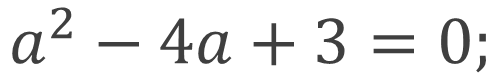 a² − 4a + 3 = 0;